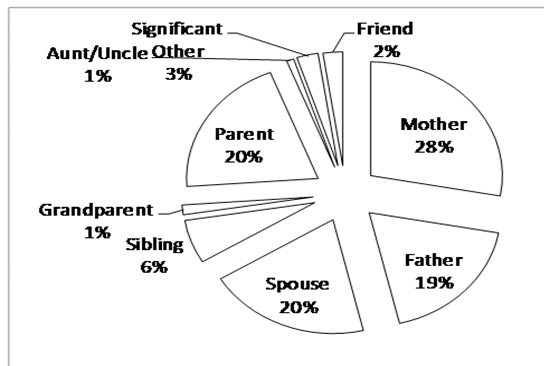 Significant
Other
3%
Friend
2%
Aunt/Uncle
1%
Mother
28%
Parent
20%
Grandparent
1%
Sibling
6%
Father
19%
Spouse
20%